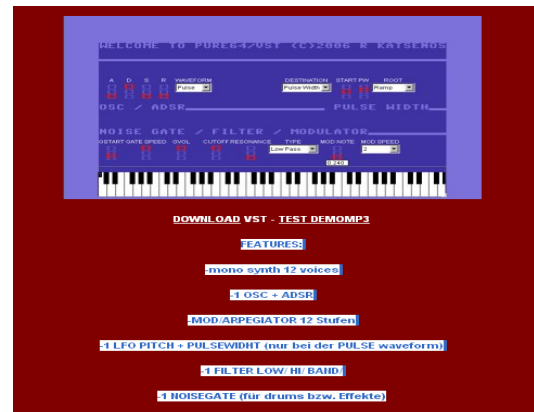 WELCOME TO PURE64/VST (C)2006 R KATSENOS
A D S R WAVEFORM DESTINATION START PW ROOT
Pulse Pulse Width Ramp
OSC / ADSR PULSE WIDTH
NOISE GATE / FILTER / MODULATOR
GSTART GATE SPEED GVOL CUTOFF RESONANCE TYPE MOD NOTE MOD SPEED
Low Pass 2
0.240
DOWNLOAD VST - TEST DEMOMP3
FEATURES:
-mono synth 12 voices
-1 OSC + ADSR
-MOD/ARPEGIATOR 12 Stufen
-1 LFO PITCH + PULSEWIDHT (nur bei der PULSE waveform)
-1 FILTER LOW/ HI/ BAND/
-1 NOISEGATE (für drums bzw. Effekte)